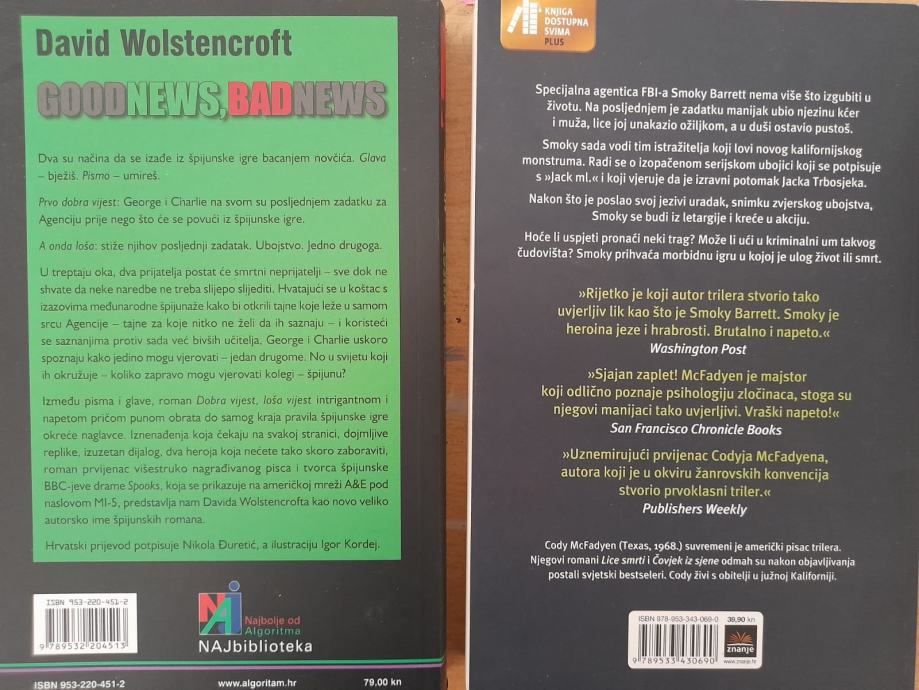 David Wolstencroft
GOODNEWS, BADNEWS
Dva su načina da se izađe iz špijunske igre bacanjem novčića. Glava
– bježiš. Pismo – umireš.
Prvo dobra vijest: George i Charlie na svom su posljednjem zadatku za
Agenciju prije nego što će se povući iz špijunske igre.
A onda loša: stiže njihov posljednji zadatak. Ubojstvo. Jedno drugoga.
U treptaju oka, dva prijatelja postat će smrtni neprijatelji – sve dok ne
shvate da neke naredbe ne treba slijepo slijediti. Hvatajući se u koštac s
izazovima međunarodne špijunaže kako bi otkrili tajne koje leže u samom
srcu Agencije – tajne za koje nitko ne želi da ih saznaju – i koristeći
se saznanjima protiv sada već bivših učitelja, George i Charlie uskoro
spoznaju kako jedino mogu vjerovati – jedan drugome. No u svijetu koji
ih okružuje – koliko zapravo mogu vjerovati kolegi – špijunu?
Između pisma i glave, roman Dobra vijest, loša vijest intrigantnom i
napetom pričom punom obrata do samog kraja pravila špijunske igre
okreće naglavce. Iznenađenja koja čekaju na svakoj stranici, dojmljive
replike, izuzetan dijalog, dva heroja koja nećete tako skoro zaboraviti,
roman prvijenac višestruko nagrađivanog pisca i tvorca špijunske
BBC-jeve drame Spooks, koja se prikazuje na američkoj mreži A&E pod
naslovom MI-5, predstavlja nam Davida Wolstencrofta kao novo veliko
autorsko ime špijunskih romana.
Hrvatski prijevod potpisuje Nikola Đuretić, a ilustraciju Igor Kordej.
ISBN 953-220-451-2
9 789532 204513
NAJ
Najbolje od
Algoritma
NAJbiblioteka
ISBN 953-220-451-2
www.algoritam.hr
79,00 kn
KNJIGA
DOSTUPNA
SVIMA
PLUS
Specijalna agentica FBI-a Smoky Barrett nema više što izgubiti u
životu. Na posljednjem je zadatku manijak ubio njezinu kćer
i muža, lice joj unakazio ožiljkom, a u duši ostavio pustoš.
Smoky sada vodi tim istražitelja koji lovi novog kalifornijskog
monstruma. Radi se o izopačenom serijskom ubojici koji se potpisuje
s »Jack ml.« i koji vjeruje da je izravni potomak Jacka Trbosjeka.
Nakon što je poslao svoj jezivi uradak, snimku zvjerskog ubojstva,
Smoky se budi iz letargije i kreće u akciju.
Hoće li uspjeti pronaći neki trag? Može li ući u kriminalni um takvog
čudovišta? Smoky prihvaća morbidnu igru u kojoj je ulog život ili smrt.
»Rijetko je koji autor trilera stvorio tako
uvjerljiv lik kao što je Smoky Barrett. Smoky je
heroina jeze i hrabrosti. Brutalno i napeto.«
Washington Post
»Sjajan zaplet! McFadyen je majstor
koji odlično poznaje psihologiju zločinaca, stoga su
njegovi manijaci tako uvjerljivi. Vraški napeto!«
San Francisco Chronicle Books
»Uznemirujući prvijenac Codyja McFadyena,
autora koji je u okviru žanrovskih konvencija
stvorio prvoklasni triler.«
Publishers Weekly
Cody McFadyen (Texas, 1968.) suvremeni je američki pisac trilera.
Njegovi romani Lice smrti i Čovjek iz sjene odmah su nakon objavljivanja
postali svjetski bestseleri. Cody živi s obitelji u južnoj Kaliforniji.
ISBN 978-953-343-069-0
39,90 kn
9 789533 430690
znanje
www.znanje.hr